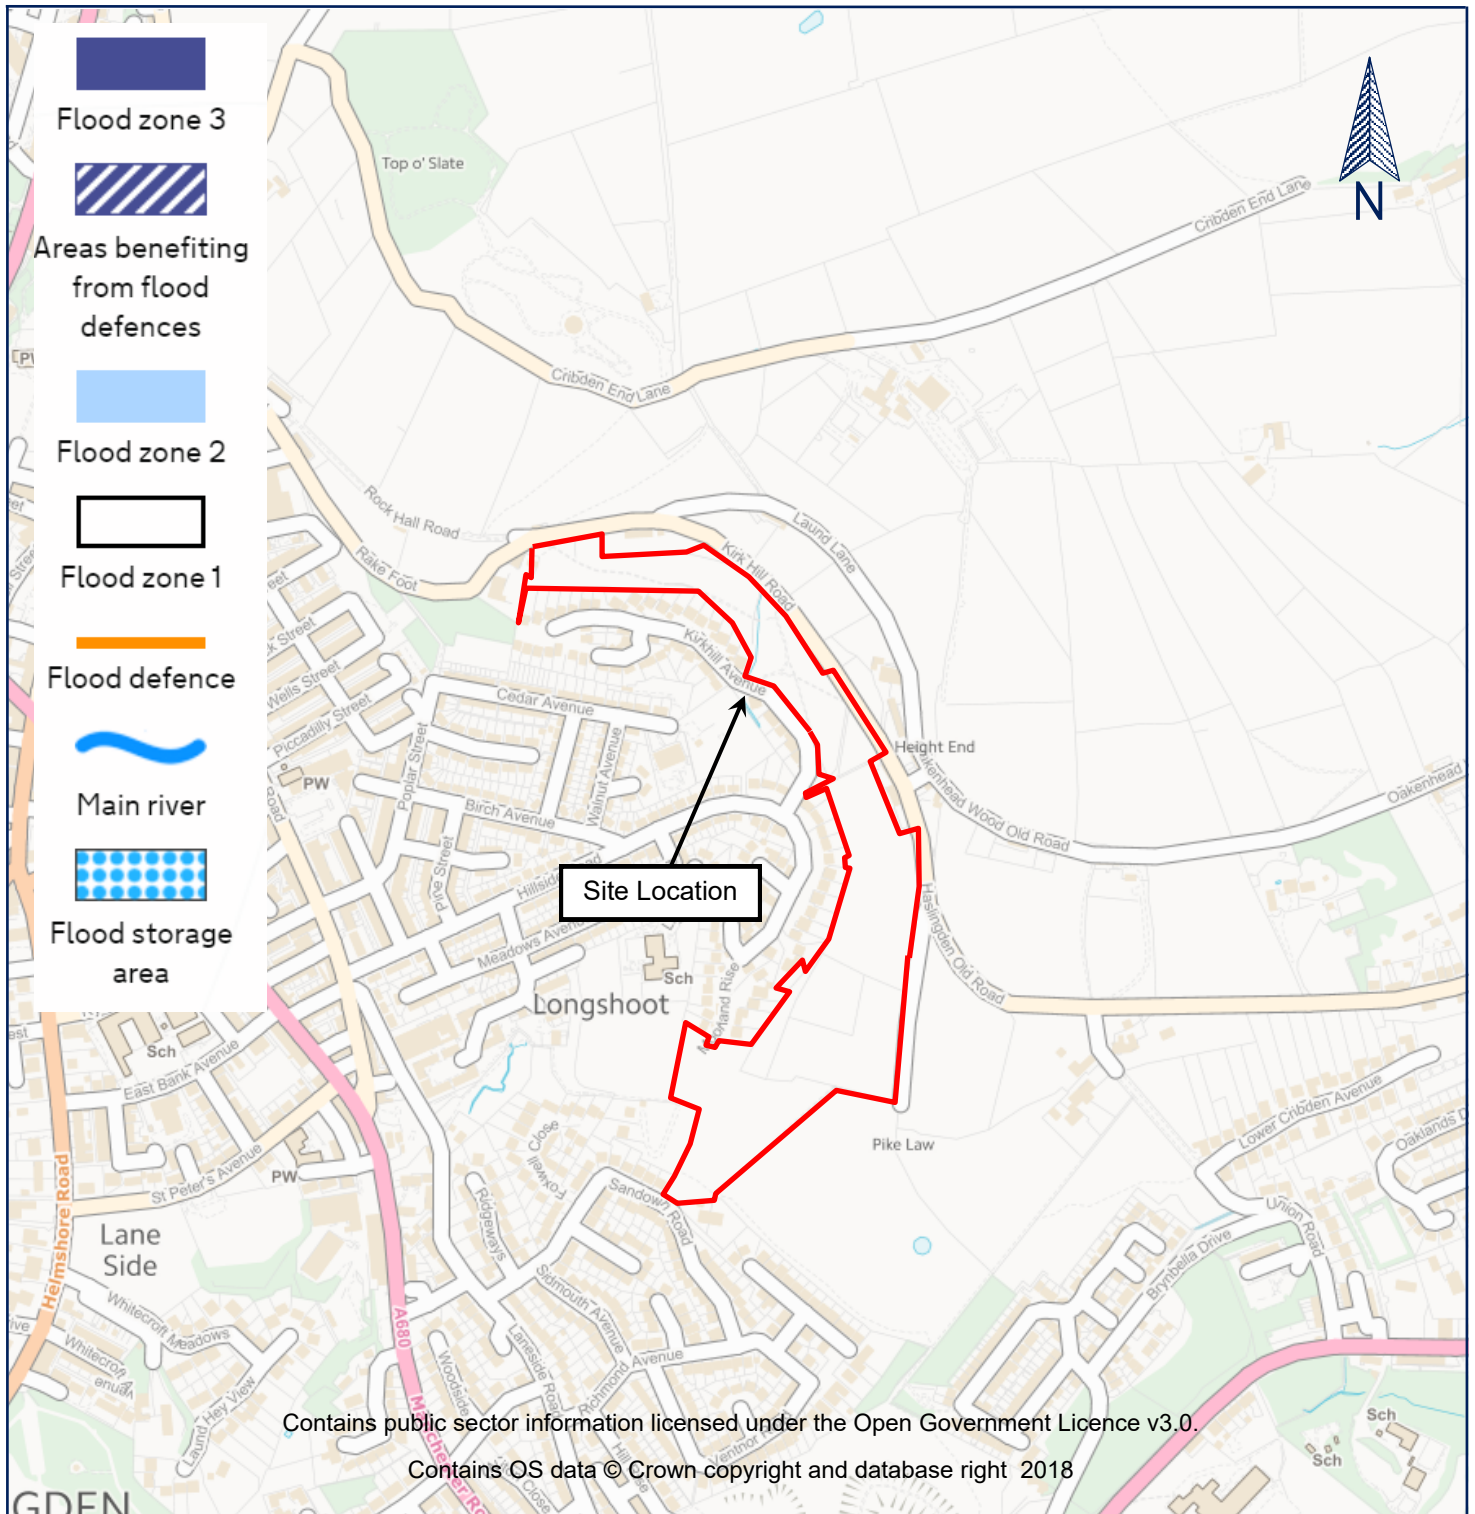 Flood zone 3
Areas benefiting
from flood
defences
Flood zone 2
Flood zone 1
Flood defence
Main river
Flood storage
area
N
Top o' Slate
Cribden End Lane
Cribden End Lane
Rock Hall Road
Rake Foot
Laund Lane
Kirk Hill Road
Kirkhill Avenue
Cedar Avenue
Wells Street
Piccadilly Street
Poplar Street
Walnut Avenue
Birch Avenue
Pine Street
PW
Road
Height End
Oakenhead
Wood Old Road
Site Location
Meadows
Haslingden Old Road
Sch
Longshoot
Rise
Sch
East Bank Avenue
St Peter's Avenue
PW
Foxwell Close
Pike Law
Lower Cribden Avenue
Oaklands
Union Road
Brynbella Drive
Sandown Road
Ridgeways
Sidmouth Avenue
Lane
Side
Helmshore Road
Whitecroft Meadows
Whitecroft
Laund Hey View
A680
Woodside
Laneside Road
Richmond Avenue
Contains public sector information licensed under the Open Government Licence v3.0.
Contains OS data © Crown copyright and database right 2018
Sch
Sch
Close
GDEN